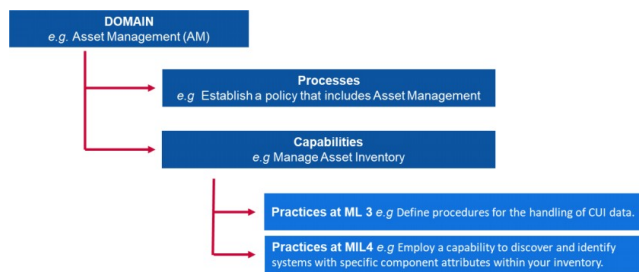 DOMAIN
e.g. Asset Management (AM)
Processes
e.g Establish a policy that includes Asset Management
Capabilities
e.g Manage Asset Inventory
Practices at ML 3 e.g Define procedures for the handling of CUI data.
Practices at MIL4 e.g Employ a capability to discover and identify
systems with specific component attributes within your inventory.